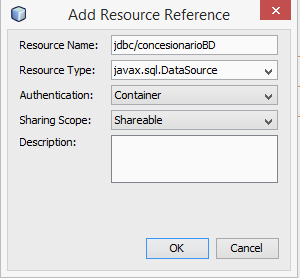 Add Resource Reference
Resource Name: jdbc/concesionarioBD
Resource Type: javax.sql.DataSource
Authentication: Container
Sharing Scope: Shareable
Description:
OK Cancel